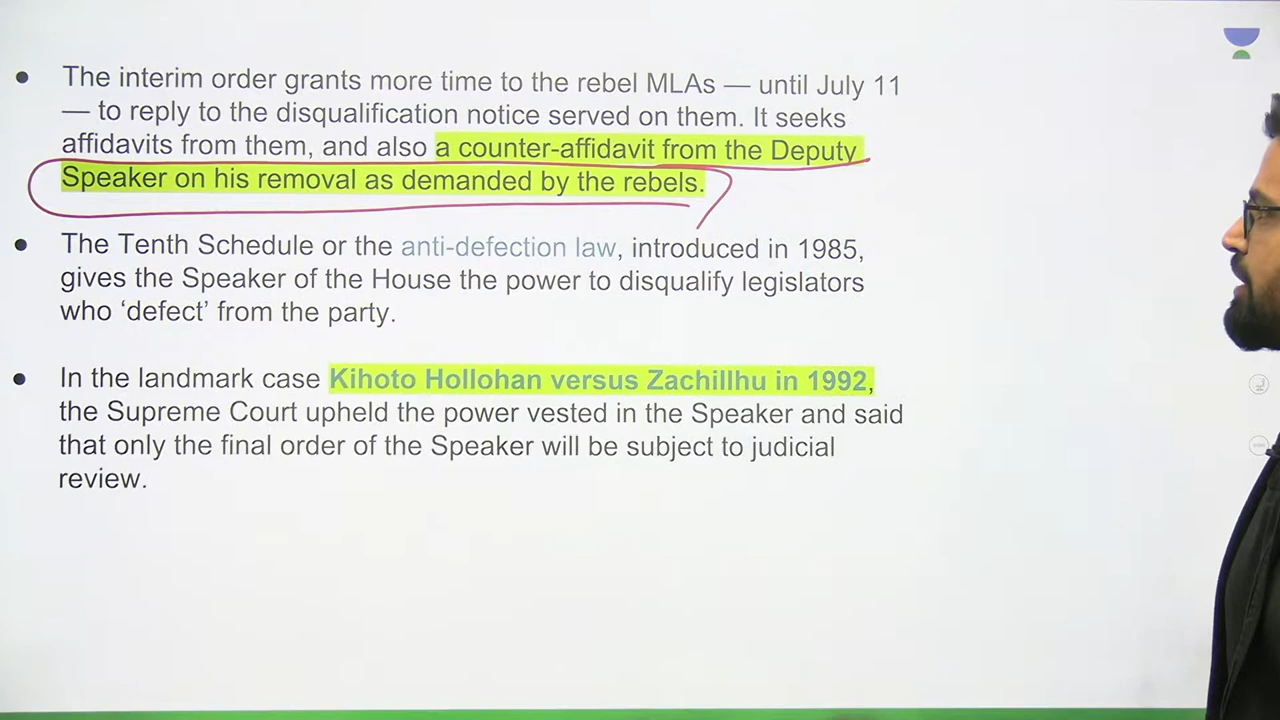 ● The interim order grants more time to the rebel MLAs — until July 11
— to reply to the disqualification notice served on them. It seeks
affidavits from them, and also a counter-affidavit from the Deputy
Speaker on his removal as demanded by the rebels.
● The Tenth Schedule or the anti-defection law, introduced in 1985,
gives the Speaker of the House the power to disqualify legislators
who ‘defect’ from the party.
● In the landmark case Kihoto Hollohan versus Zachillhu in 1992,
the Supreme Court upheld the power vested in the Speaker and said
that only the final order of the Speaker will be subject to judicial
review.